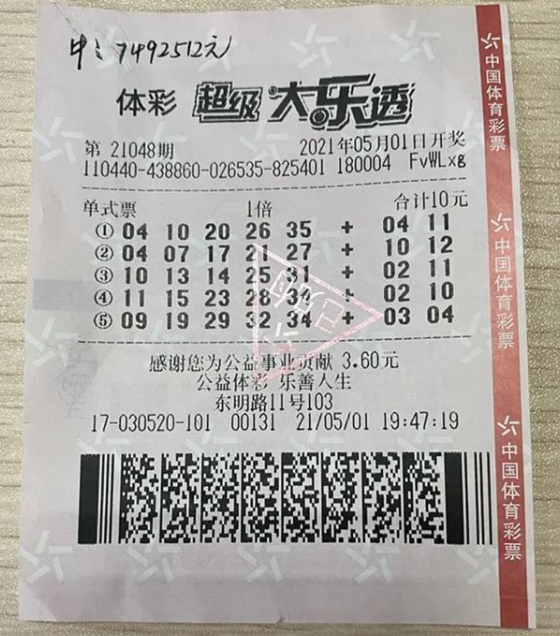 中：7492512元
体彩 超级大乐透
第 21048期 2021年05月01日开奖
110440-438860-026535-825401 180004 FvWLxg
单式票 1倍 合计10元
① 04 10 20 26 35 + 04 11
② 04 07 17 21 27 + 10 12
③ 10 13 14 25 31 + 02 11
④ 11 15 23 28 34 + 02 10
⑤ 09 19 29 32 34 + 03 04
感谢您为公益事业贡献 3.60元
公益体彩 乐善人生
东明路11号103
17-030520-101 00131 21/05/01 19:47:19
中国体育彩票
中国体育彩票
中国体育彩票